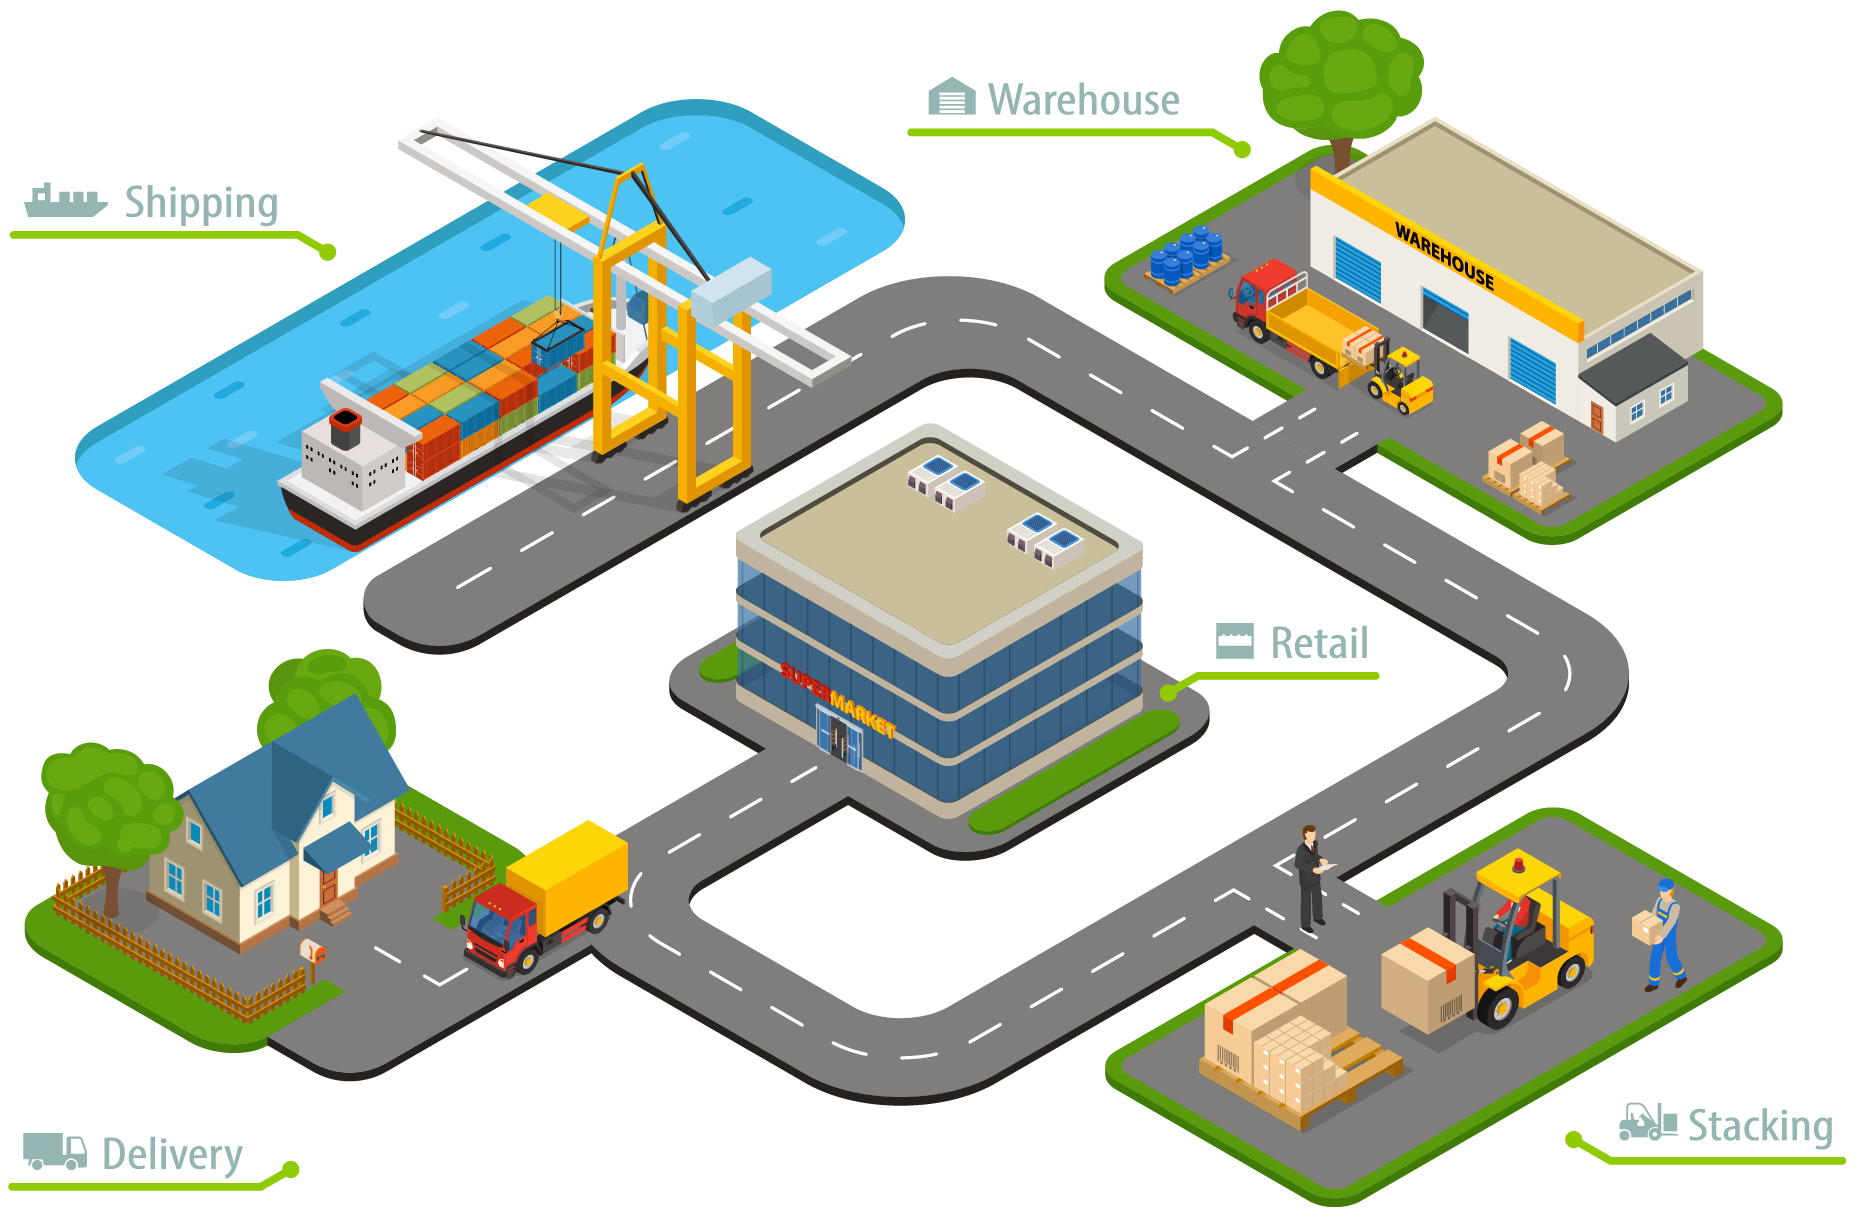 Warehouse
Shipping
WAREHOUSE
Retail
SUPERMARKET
Stacking
Delivery